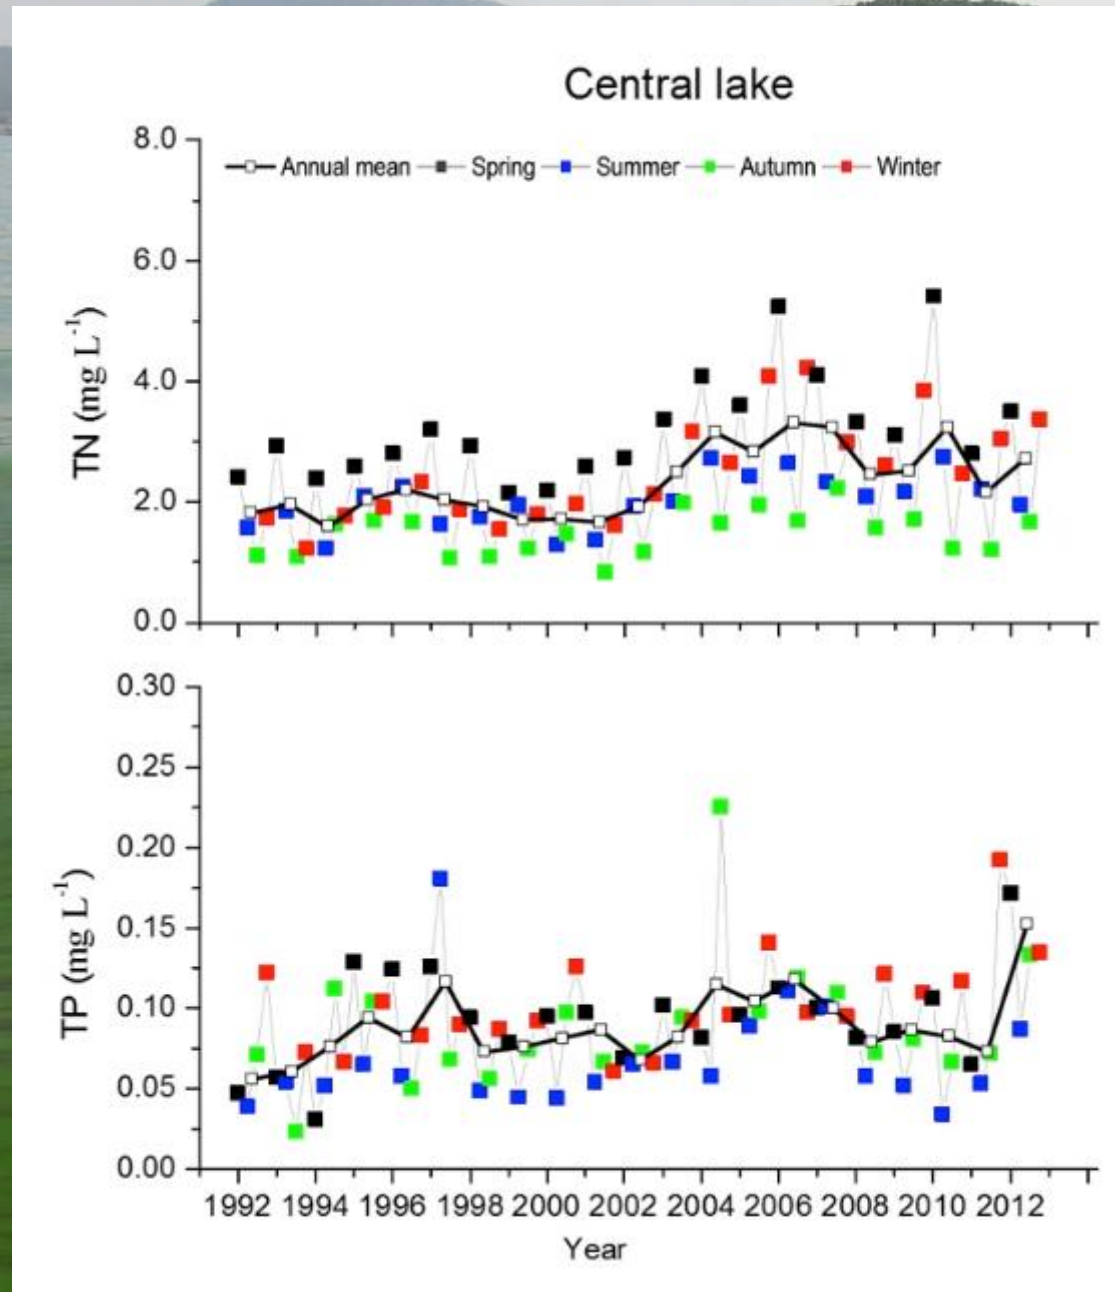 Central lake
8.0
Annual mean Spring Summer Autumn Winter
6.0
4.0
2.0
0.0
TN (mg L⁻¹)
0.30
0.25
0.20
0.15
0.10
0.05
0.00
TP (mg L⁻¹)
1992 1994 1996 1998 2000 2002 2004 2006 2008 2010 2012
Year